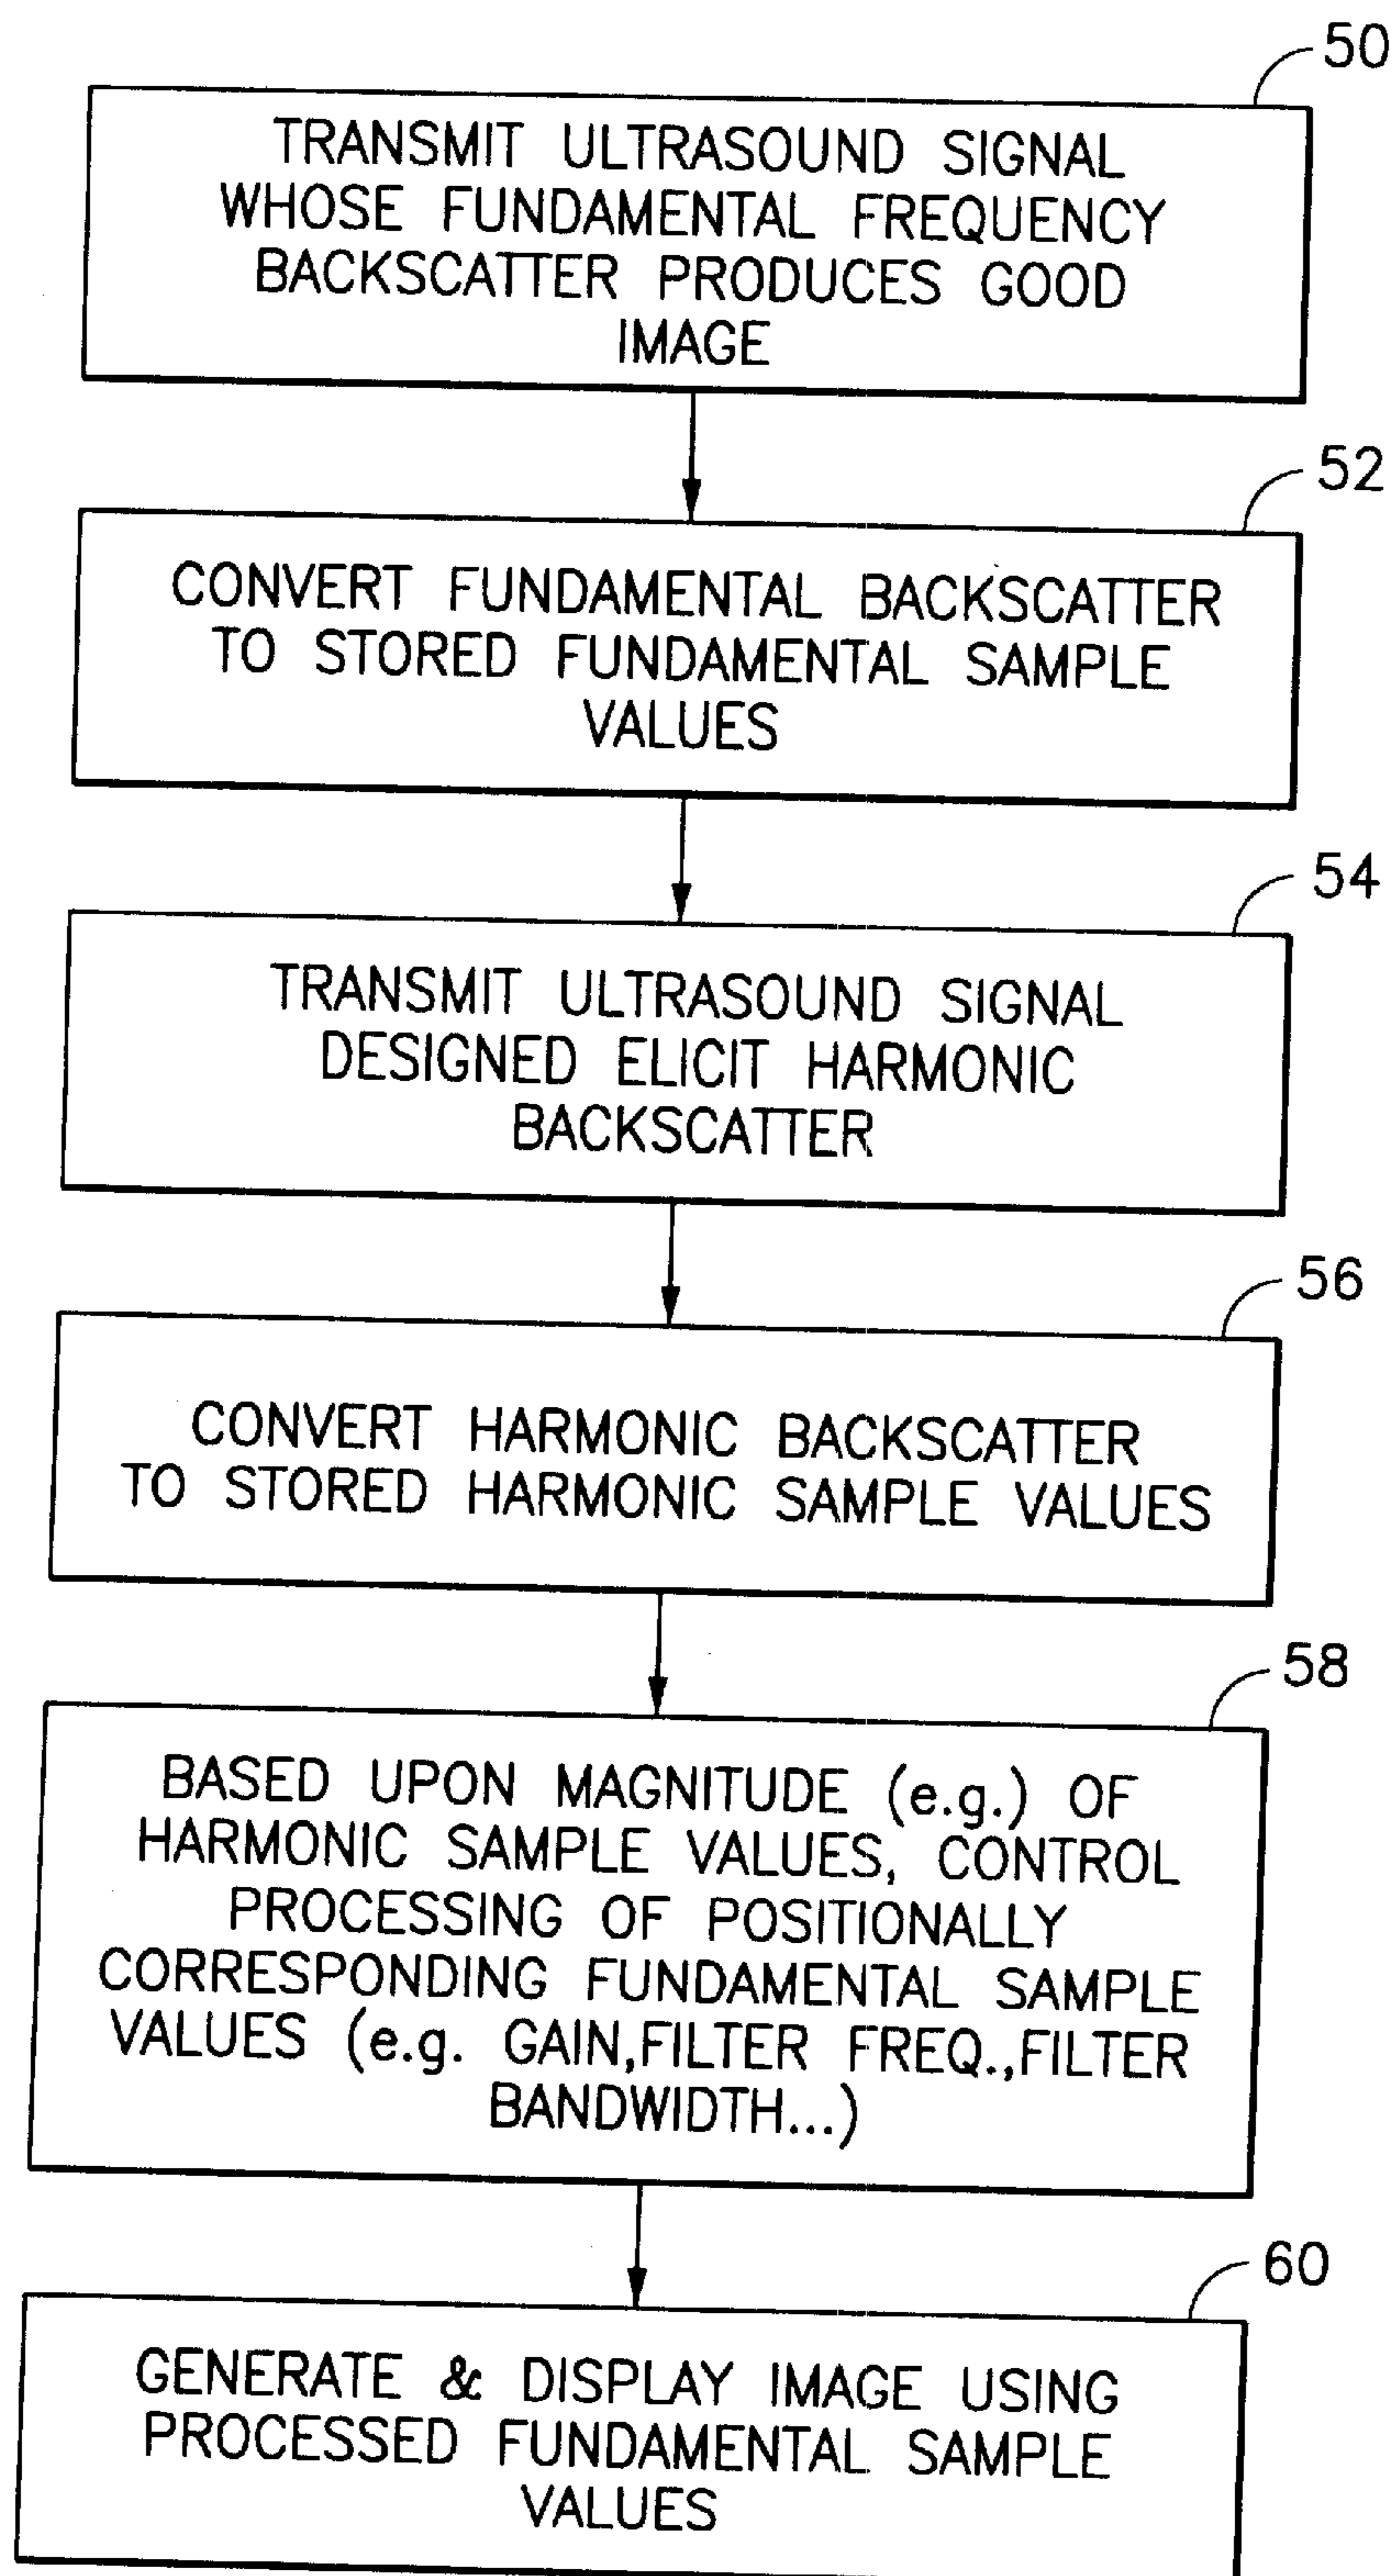 50
TRANSMIT ULTRASOUND SIGNAL
WHOSE FUNDAMENTAL FREQUENCY
BACKSCATTER PRODUCES GOOD
IMAGE
52
CONVERT FUNDAMENTAL BACKSCATTER
TO STORED FUNDAMENTAL SAMPLE
VALUES
54
TRANSMIT ULTRASOUND SIGNAL
DESIGNED ELICIT HARMONIC
BACKSCATTER
56
CONVERT HARMONIC BACKSCATTER
TO STORED HARMONIC SAMPLE VALUES
58
BASED UPON MAGNITUDE (e.g.) OF
HARMONIC SAMPLE VALUES, CONTROL
PROCESSING OF POSITIONALLY
CORRESPONDING FUNDAMENTAL SAMPLE
VALUES (e.g. GAIN,FILTER FREQ.,FILTER
BANDWIDTH...)
60
GENERATE & DISPLAY IMAGE USING
PROCESSED FUNDAMENTAL SAMPLE
VALUES